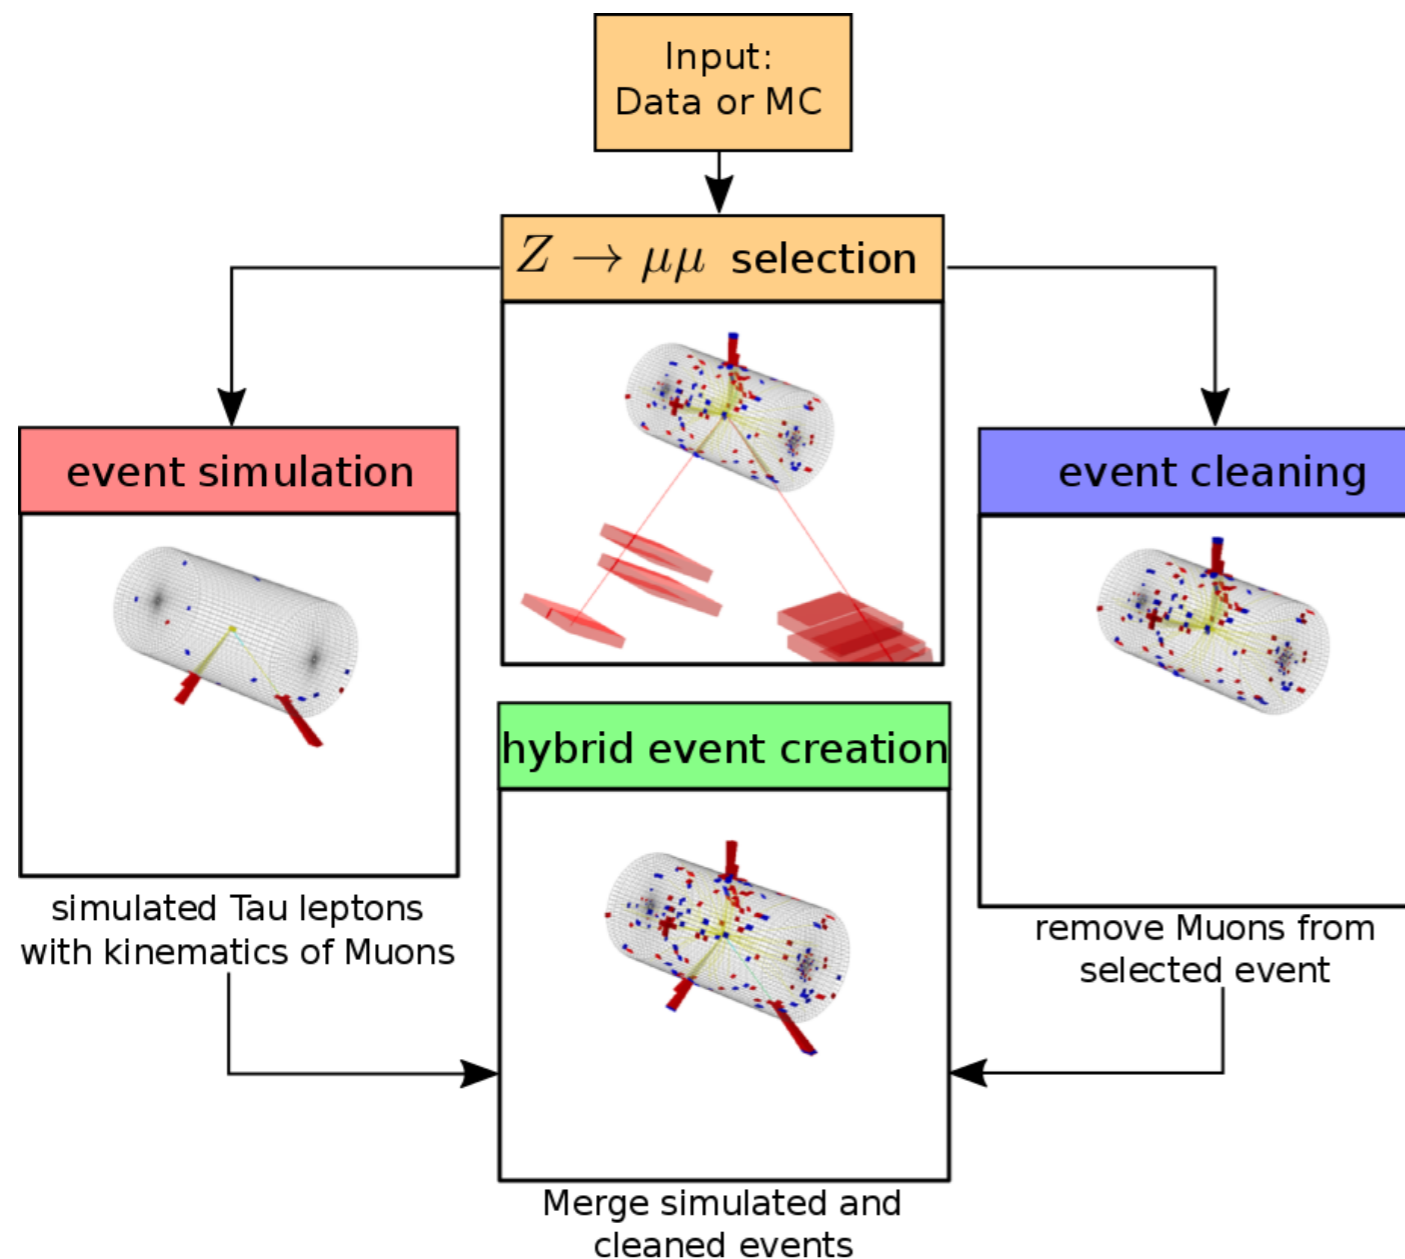 Input:
Data or MC
Z → μμ selection
event simulation
event cleaning
simulated Tau leptons
with kinematics of Muons
remove Muons from
selected event
hybrid event creation
Merge simulated and
cleaned events